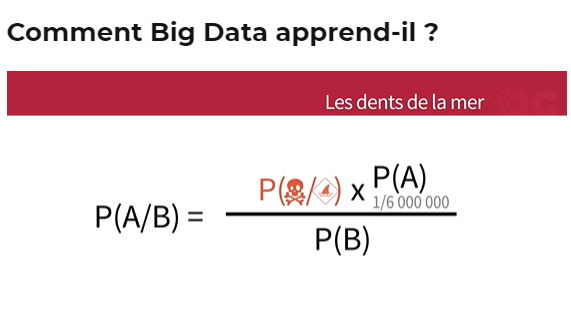 Comment Big Data apprend-il ?
Les dents de la mer
P(A/B) =
P( / ) x P(A)
1/6 000 000
P(B)